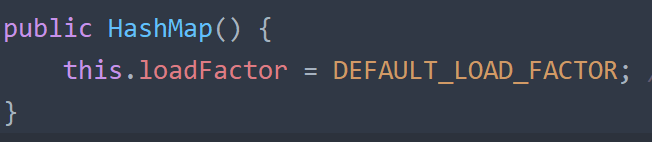 public HashMap() {
    this.loadFactor = DEFAULT_LOAD_FACTOR; /
}